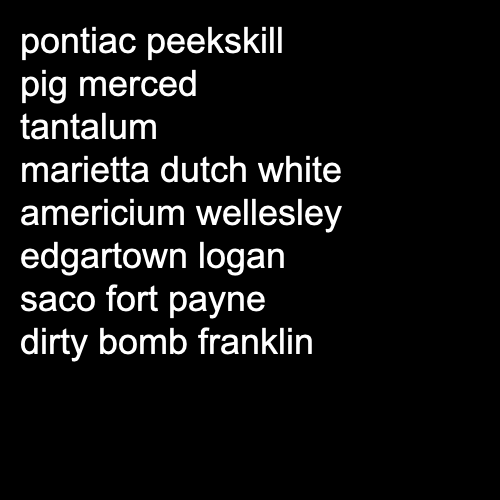 pontiac peekskill
pig merced
tantalum
marietta dutch white
americium wellesley
edgartown logan
saco fort payne
dirty bomb franklin